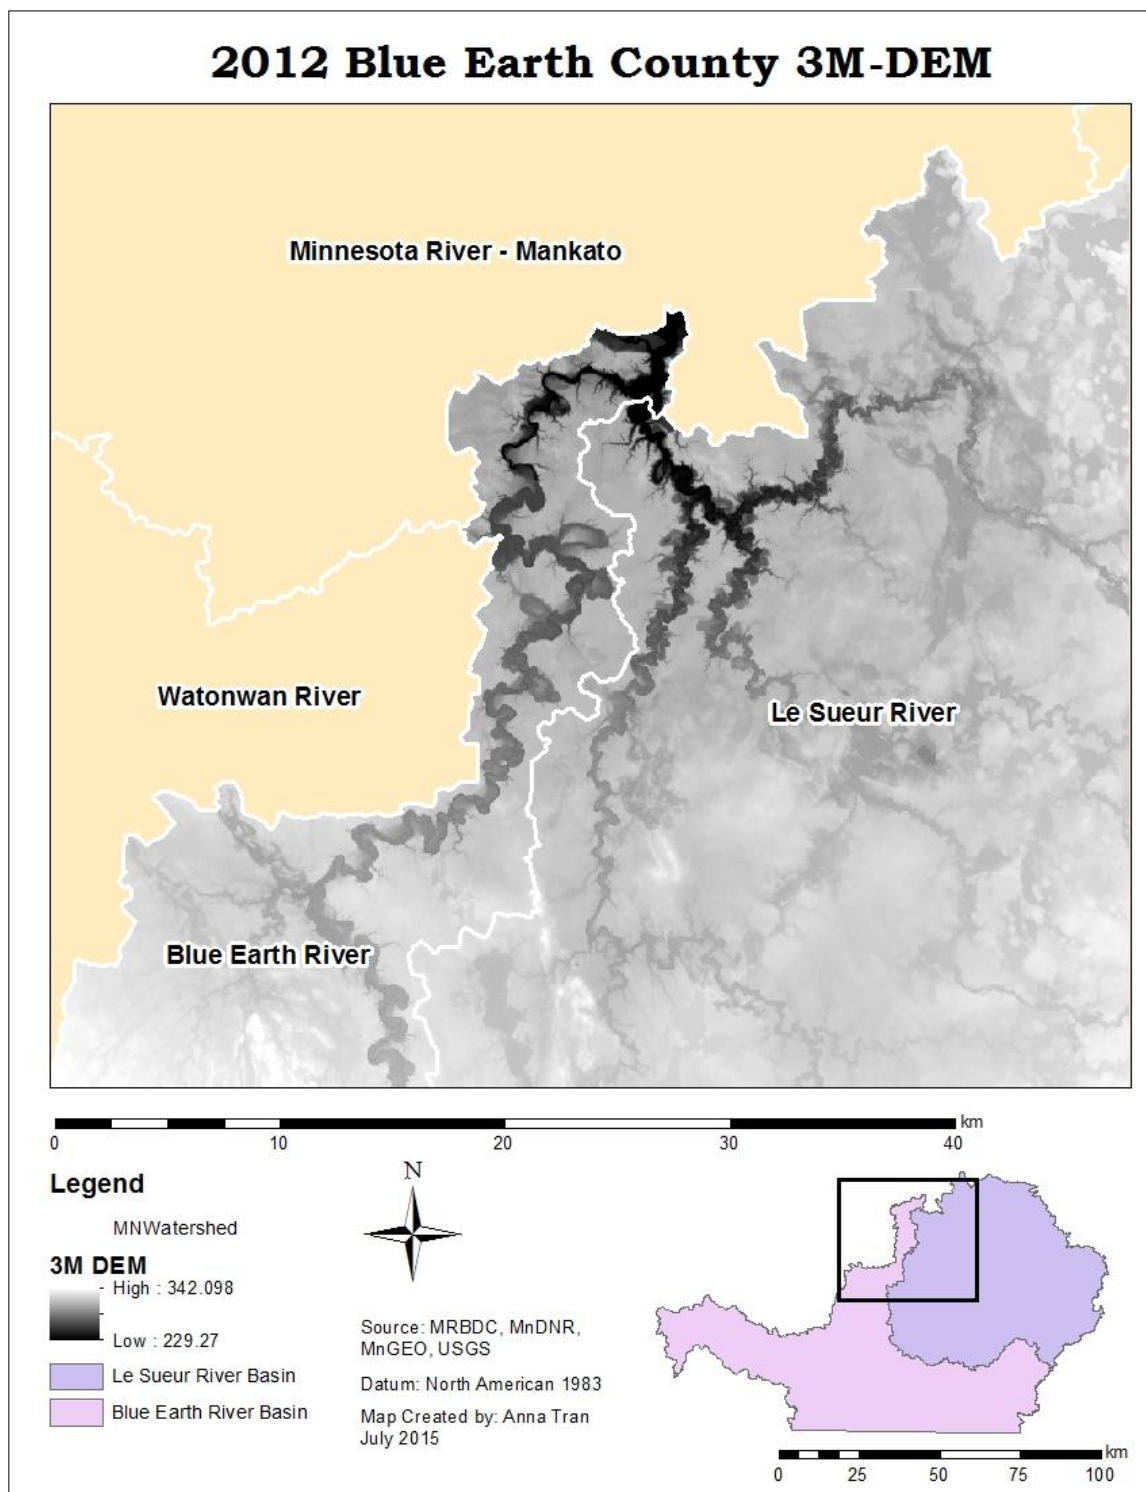 2012 Blue Earth County 3M-DEM
Minnesota River - Mankato
Watonwan River
Le Sueur River
Blue Earth River
km
0 10 20 30 40
Legend
MNWatershed
3M DEM
High : 342.098
Low : 229.27
Le Sueur River Basin
Blue Earth River Basin
N
Source: MRBDC, MnDNR,
MnGEO, USGS
Datum: North American 1983
Map Created by: Anna Tran
July 2015
km
0 25 50 75 100